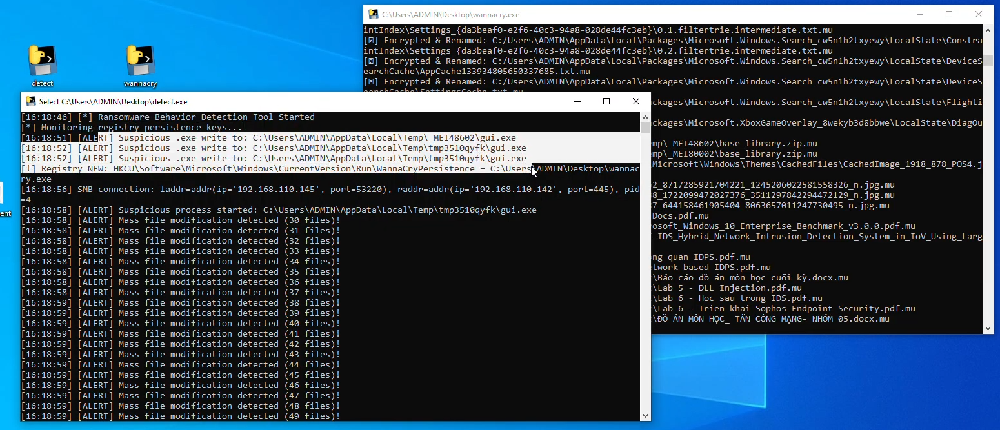 detect
wannacry
ent
C:\Users\ADMIN\Desktop\wannacry.exe
intIndex\Settings_{da3beaf0-e2f6-40c3-94a8-028de44fc3eb}\0.1.filtertrie.intermediate.txt.mu
[⍰] Encrypted & Renamed: C:/Users\ADMIN\AppData\Local\Packages\Microsoft.Windows.Search_cw5n1h2txyewy\LocalState\Constra
intIndex\Settings_{da3beaf0-e2f6-40c3-94a8-028de44fc3eb}\0.2.filtertrie.intermediate.txt.mu
[⍰] Encrypted & Renamed: C:/Users\ADMIN\AppData\Local\Packages\Microsoft.Windows.Search_cw5n1h2txyewy\LocalState\DeviceS
earchCache\AppCache133934805650337685.txt.mu
[⍰] Encrypted & Renamed: C:/Users\ADMIN\AppData\Local\Packages\Microsoft.Windows.Search_cw5n1h2txyewy\LocalState\DeviceS
earchCache\SettingsCache.txt.mu
ckages\Microsoft.Windows.Search_cw5n1h2txyewy\LocalState\Flighti
ckages\Microsoft.XboxGameOverlay_8wekyb3d8bbwe\LocalState\DiagOu
mp\_MEI48602\base_library.zip.mu
mp\_MEI80002\base_library.zip.mu
Microsoft\Windows\Themes\CachedFiles\CachedImage_1918_878_POS4.j
2_8717285921704221_1245206022581558326_n.jpg.mu
8_1722099472027376_3511297842294472129_n.jpg.mu
7_644158461905404_8063657011247730495_n.jpg.mu
Docs.pdf.mu
osoft_Windows_10_Enterprise_Benchmark_v3.0.0.pdf.mu
-IDS_Hybrid_Network_Intrusion_Detection_System_in_IoV_Using_Larg
ng quan IDPS.pdf.mu
twork-based IDPS.pdf.mu
\Báo cáo đồ án môn học cuối kỳ.docx.mu
\Lab 5 - DLL Injection.pdf.mu
\Lab 6 - Hoc sau trong IDS.pdf.mu
\Lab 6 - Trien khai Sophos Endpoint Security.pdf.mu
\ĐỒ ÁN MÔN HỌC_ TẤN CÔNG MẠNG- NHÓM 05.docx.mu
Select C:\Users\ADMIN\Desktop\detect.exe
[16:18:46] [*] Ransomware Behavior Detection Tool Started
[*] Monitoring registry persistence keys...
[16:18:51] [ALERT] Suspicious .exe write to: C:\Users\ADMIN\AppData\Local\Temp\_MEI48602\gui.exe
[16:18:52] [ALERT] Suspicious .exe write to: C:\Users\ADMIN\AppData\Local\Temp\tmp3510qyfk\gui.exe
[16:18:52] [ALERT] Suspicious .exe write to: C:\Users\ADMIN\AppData\Local\Temp\tmp3510qyfk\gui.exe
[!] Registry NEW: HKCU\Software\Microsoft\Windows\CurrentVersion\Run\WannaCryPersistence = C:\Users\ADMIN\Desktop\wannac
ry.exe
[16:18:56] SMB connection: laddr=addr(ip='192.168.110.145', port=53220), raddr=addr(ip='192.168.110.142', port=445), pid
=4
[16:18:58] [ALERT] Suspicious process started: C:\Users\ADMIN\AppData\Local\Temp\tmp3510qyfk\gui.exe
[16:18:58] [ALERT] Mass file modification detected (30 files)!
[16:18:58] [ALERT] Mass file modification detected (31 files)!
[16:18:58] [ALERT] Mass file modification detected (32 files)!
[16:18:58] [ALERT] Mass file modification detected (33 files)!
[16:18:58] [ALERT] Mass file modification detected (34 files)!
[16:18:58] [ALERT] Mass file modification detected (35 files)!
[16:18:58] [ALERT] Mass file modification detected (36 files)!
[16:18:58] [ALERT] Mass file modification detected (37 files)!
[16:18:59] [ALERT] Mass file modification detected (38 files)!
[16:18:59] [ALERT] Mass file modification detected (39 files)!
[16:18:59] [ALERT] Mass file modification detected (40 files)!
[16:18:59] [ALERT] Mass file modification detected (41 files)!
[16:18:59] [ALERT] Mass file modification detected (42 files)!
[16:18:59] [ALERT] Mass file modification detected (43 files)!
[16:18:59] [ALERT] Mass file modification detected (44 files)!
[16:18:59] [ALERT] Mass file modification detected (45 files)!
[16:18:59] [ALERT] Mass file modification detected (46 files)!
[16:18:59] [ALERT] Mass file modification detected (47 files)!
[16:18:59] [ALERT] Mass file modification detected (48 files)!
[16:18:59] [ALERT] Mass file modification detected (49 files)!